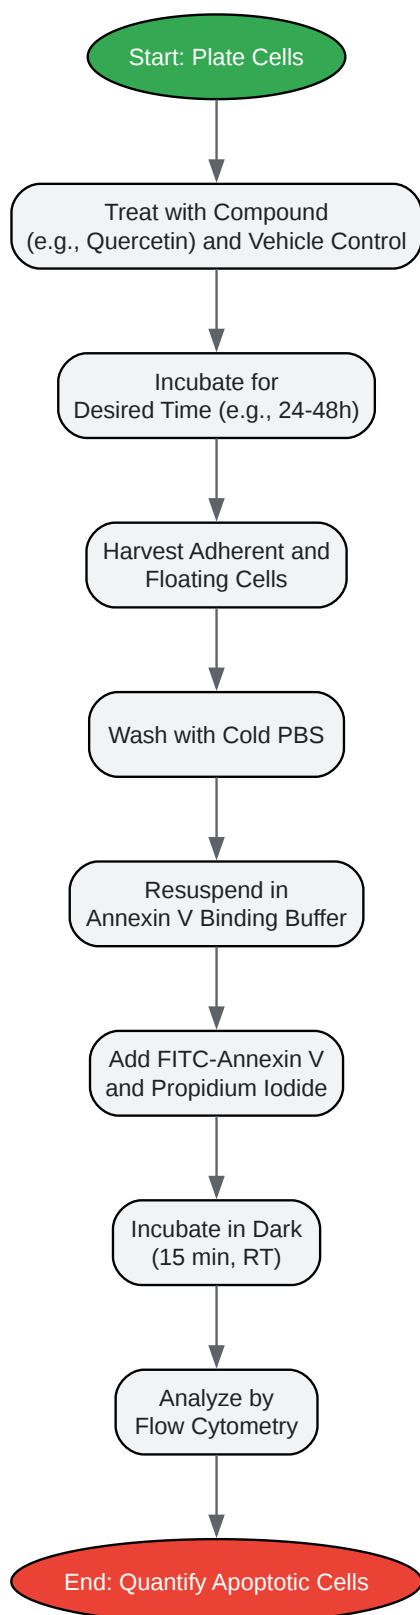 Start: Plate Cells
Treat with Compound
(e.g., Quercetin) and Vehicle Control
Incubate for
Desired Time (e.g., 24-48h)
Harvest Adherent and
Floating Cells
Wash with Cold PBS
Resuspend in
Annexin V Binding Buffer
Add FITC-Annexin V
and Propidium Iodide
Incubate in Dark
(15 min, RT)
Analyze by
Flow Cytometry
End: Quantify Apoptotic Cells